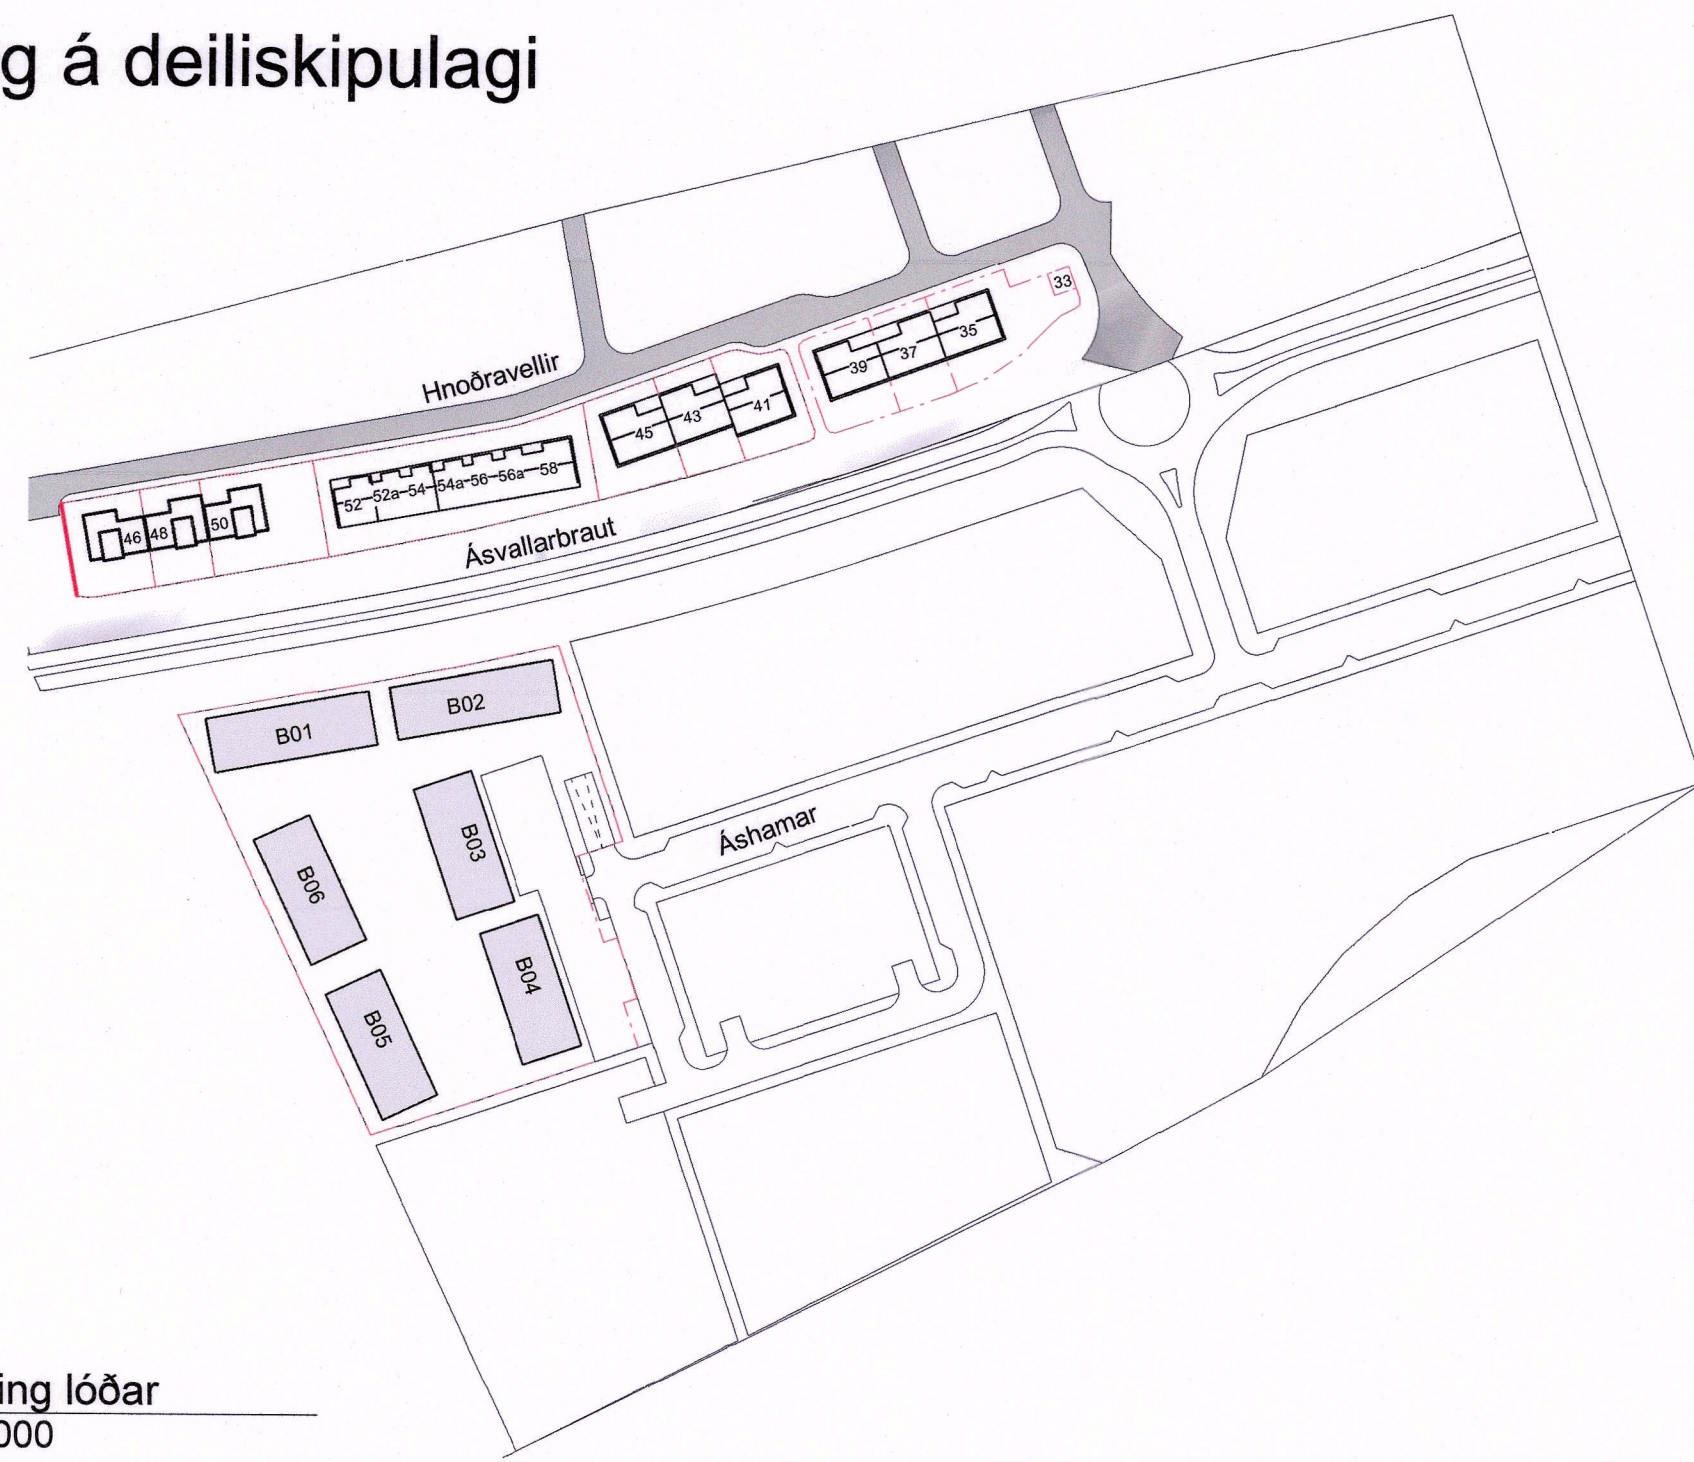 g á deiliskipulagi
33
35
37
39
Hnoðravellir
41
43
45
52 52a 54 54a 56 56a 58
46 48 50
Ásvallarbraut
B02
B01
B03
Áshamar
B06
B04
B05
ing lóðar
000